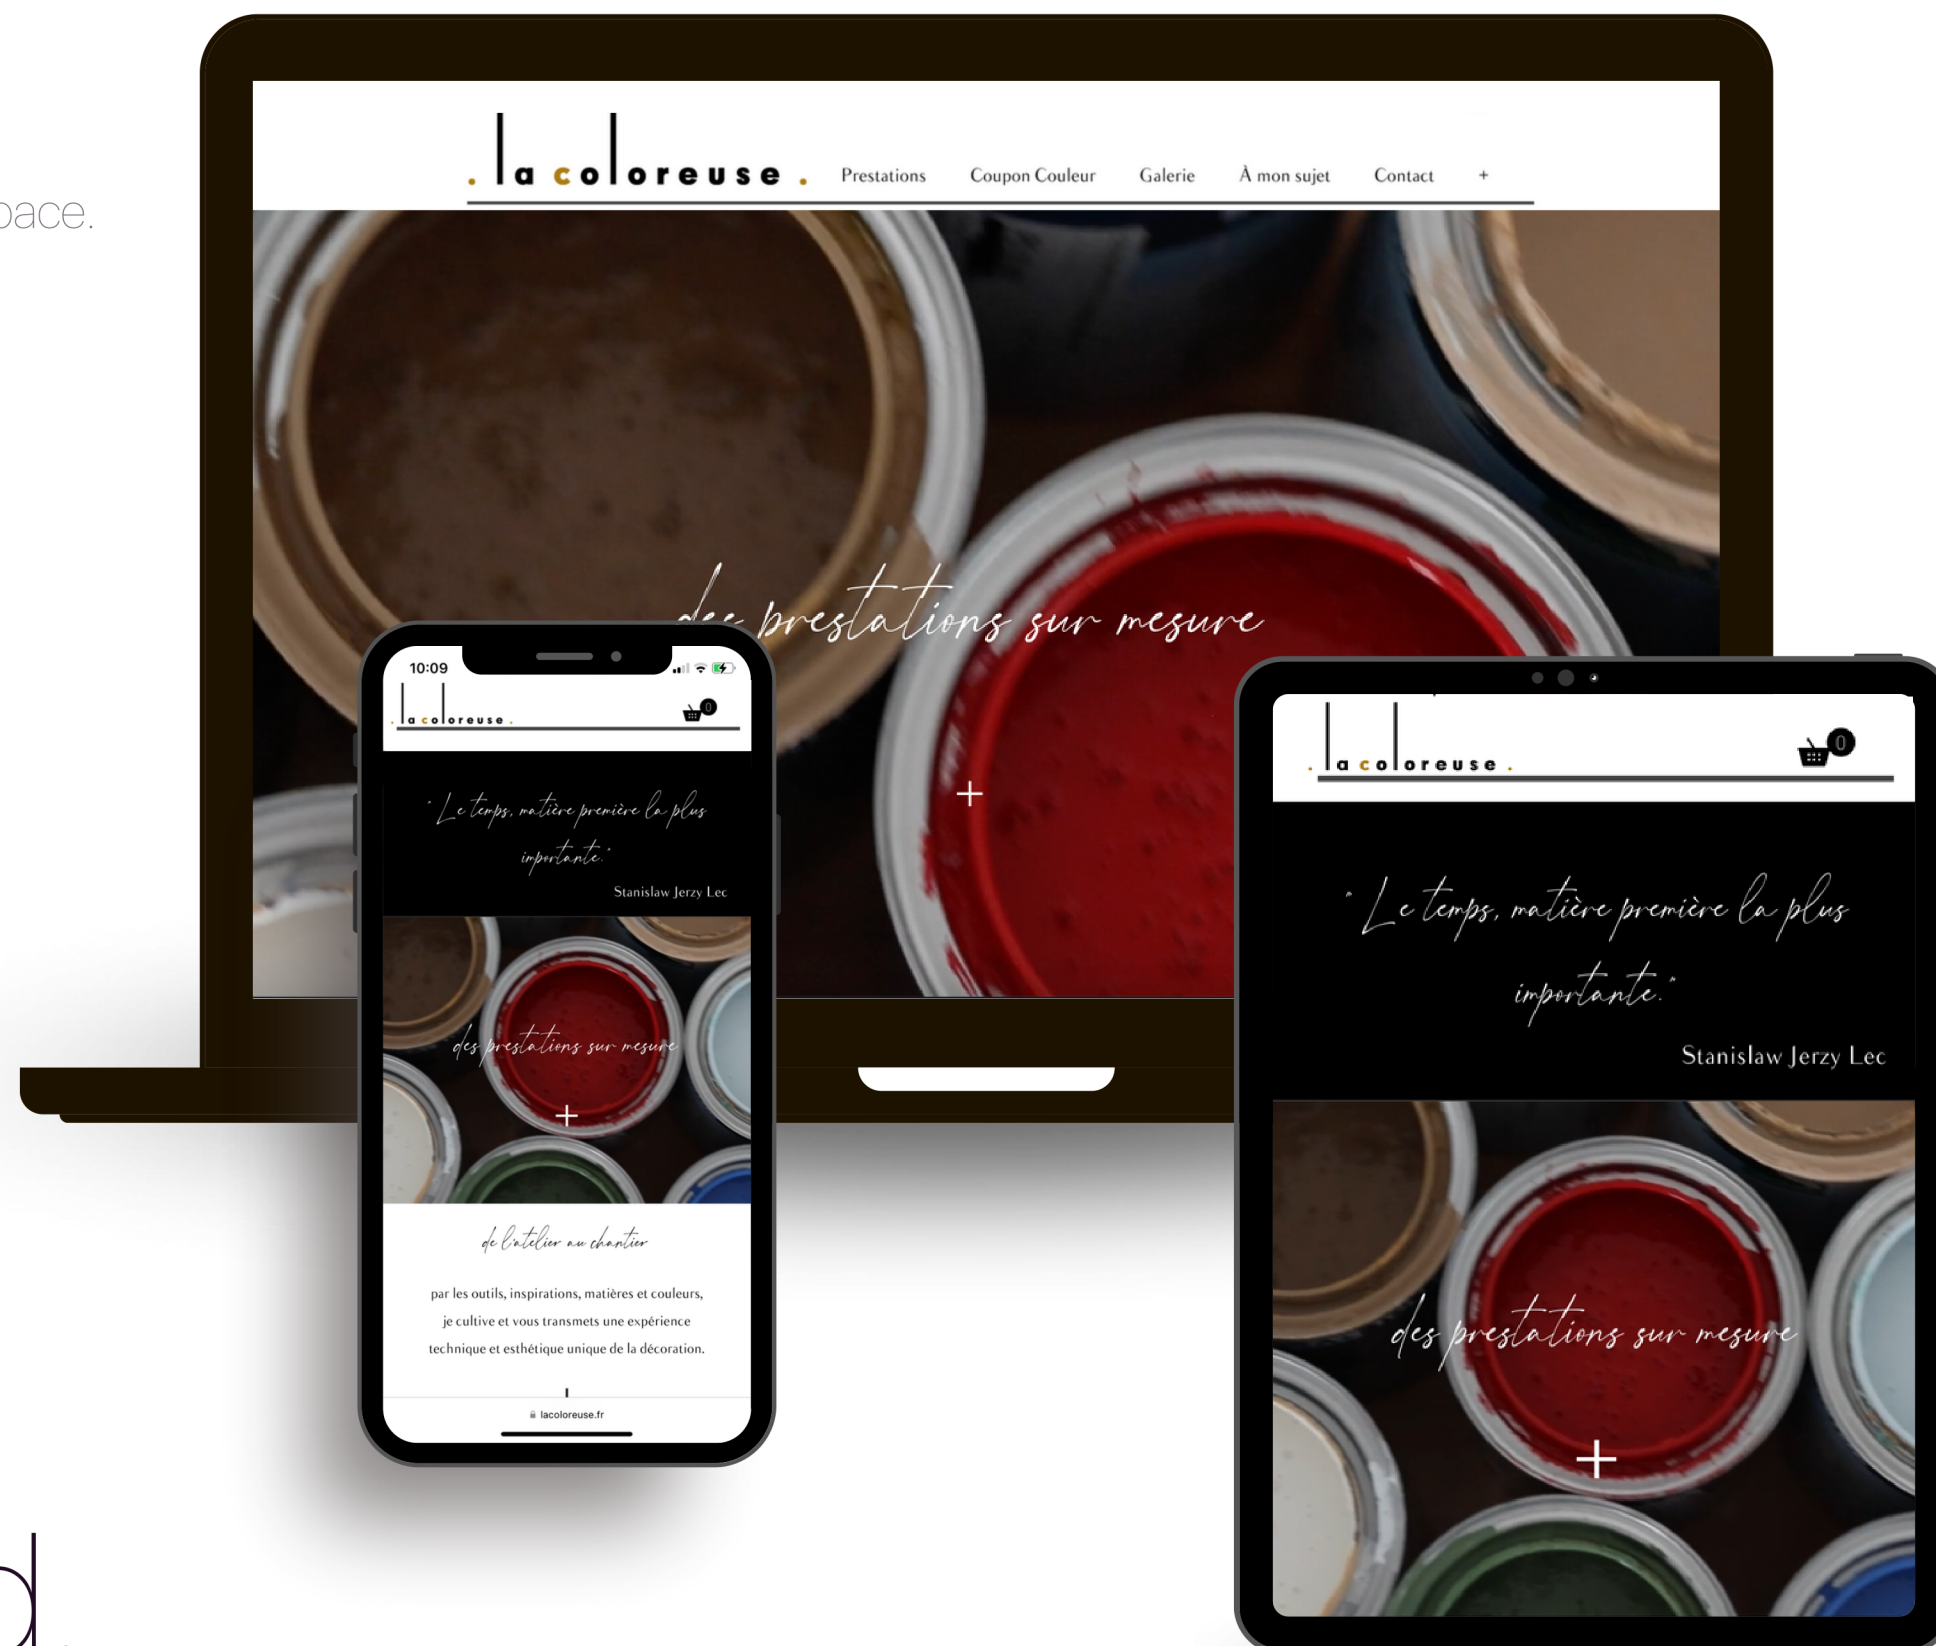 . la coloreuse .
Prestations
Coupon Couleur
Galerie
À mon sujet
Contact
+
des prestations sur mesure
+
10:09
. la coloreuse .
0
" Le temps, matière première la plus
importante."
Stanislaw Jerzy Lec
des prestations sur mesure
+
de l'atelier au chantier
par les outils, inspirations, matières et couleurs,
je cultive et vous transmets une expérience
technique et esthétique unique de la décoration.
lacoloreuse.fr
. la coloreuse .
0
" Le temps, matière première la plus
importante."
Stanislaw Jerzy Lec
des prestations sur mesure
+